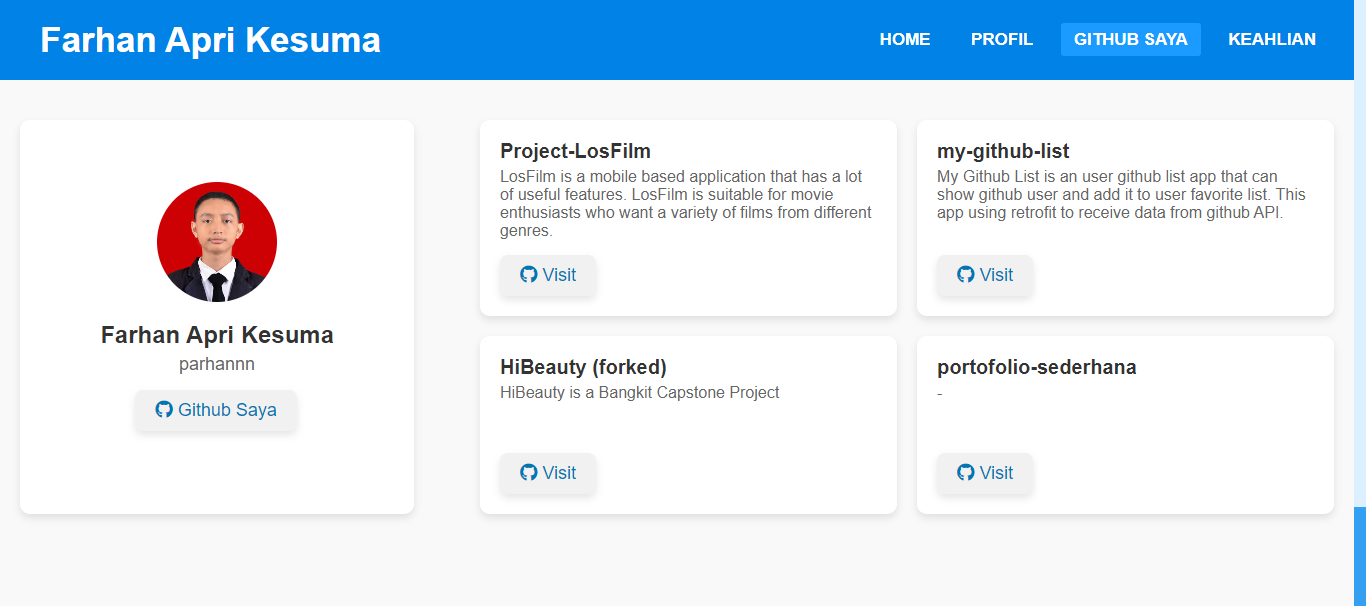 Farhan Apri Kesuma
HOME
PROFIL
GITHUB SAYA
KEAHLIAN
Farhan Apri Kesuma
parhannn
Github Saya
Project-LosFilm
LosFilm is a mobile based application that has a lot
of useful features. LosFilm is suitable for movie
enthusiasts who want a variety of films from different
genres.
Visit
my-github-list
My Github List is an user github list app that can
show github user and add it to user favorite list. This
app using retrofit to receive data from github API.
Visit
HiBeauty (forked)
HiBeauty is a Bangkit Capstone Project
Visit
portofolio-sederhana
-
Visit